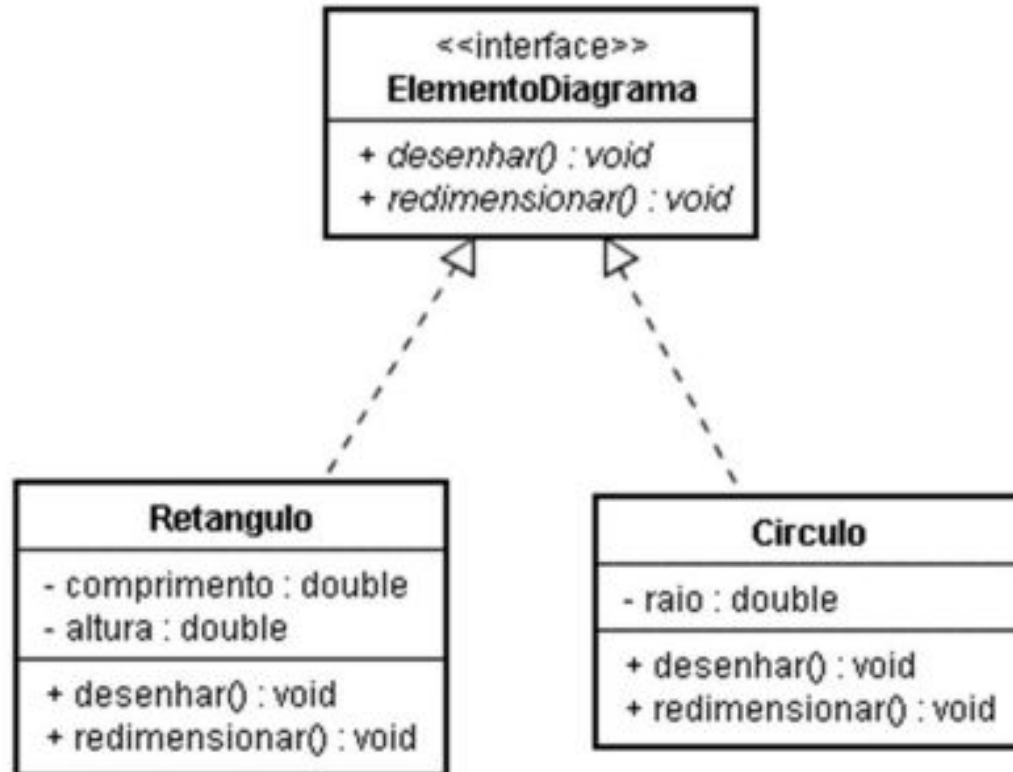 <<interface>>
ElementoDiagrama
+ desenhar() : void
+ redimensionar() : void
Retangulo
- comprimento : double
- altura : double
+ desenhar() : void
+ redimensionar() : void
Circulo
- raio : double
+ desenhar() : void
+ redimensionar() : void